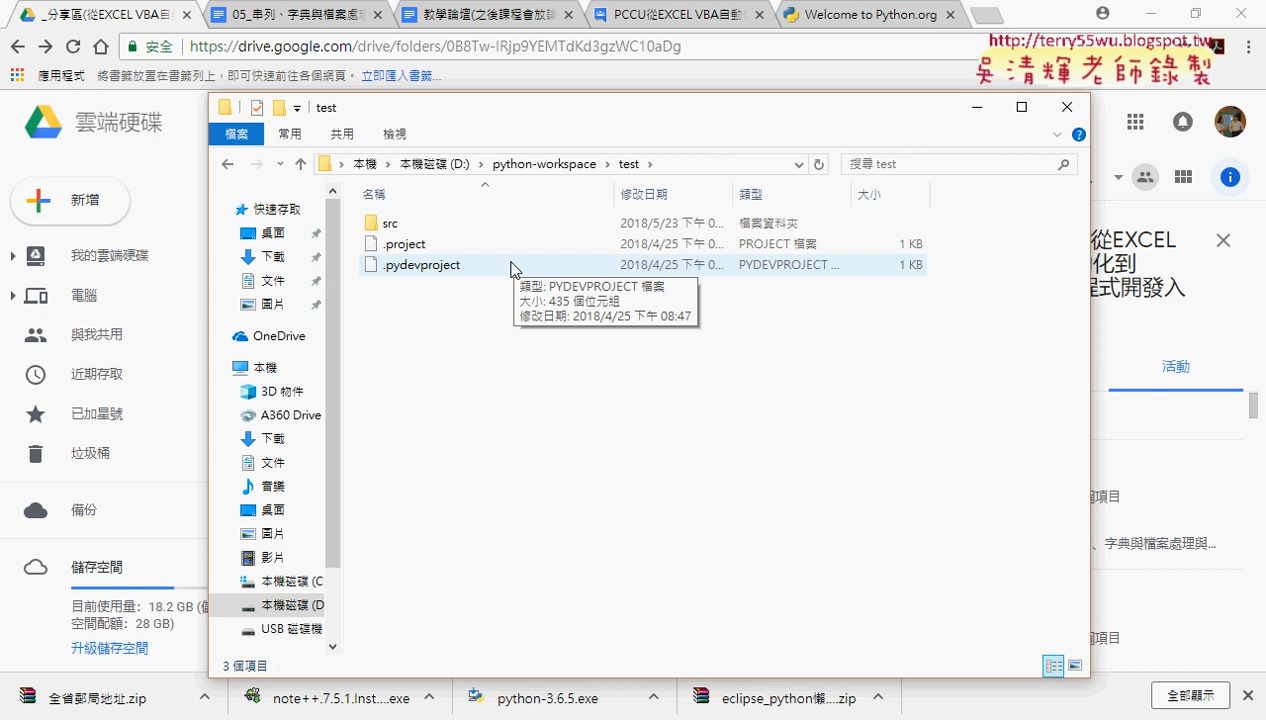 _分享區(從EXCEL VBA自動
05_串列、字典與檔案處理
教學論壇(之後課程會放論
PCCU從EXCEL VBA自動化
Welcome to Python.org
安全
https://drive.google.com/drive/folders/0B8Tw-IRjp9YEMTdKd3gzWC10aDg
http://terry55wu.blogspot.tw
吳清輝老師錄製
應用程式
將書籤放置在書籤列上，即可快速前往各個網頁。
立即匯入書籤...
雲端硬碟
新增
我的雲端硬碟
電腦
與我共用
近期存取
已加星號
垃圾桶
備份
儲存空間
目前使用量：18.2 GB (儲
空間配額：28 GB)
升級儲存空間
test
檔案
常用
共用
檢視
本機
本機磁碟 (D:)
python-workspace
test
搜尋 test
名稱
修改日期
類型
大小
src
2018/5/23 下午 0...
檔案資料夾
.project
2018/4/25 下午 0...
PROJECT 檔案
1 KB
.pydevproject
2018/4/25 下午 0...
PYDEVPROJECT ...
1 KB
類型: PYDEVPROJECT 檔案
大小: 435 個位元組
修改日期: 2018/4/25 下午 08:47
快速存取
桌面
下載
文件
圖片
OneDrive
本機
3D 物件
A360 Drive
下載
文件
音樂
桌面
圖片
影片
本機磁碟 (C
本機磁碟 (D
USB 磁碟機
3 個項目
從EXCEL
化到
程式開發入
活動
個項目
、字典與檔案處理與...
個項目
全省郵局地址.zip
note++.7.5.1.Inst....exe
python-3.6.5.exe
eclipse_python懶....zip
全部顯示